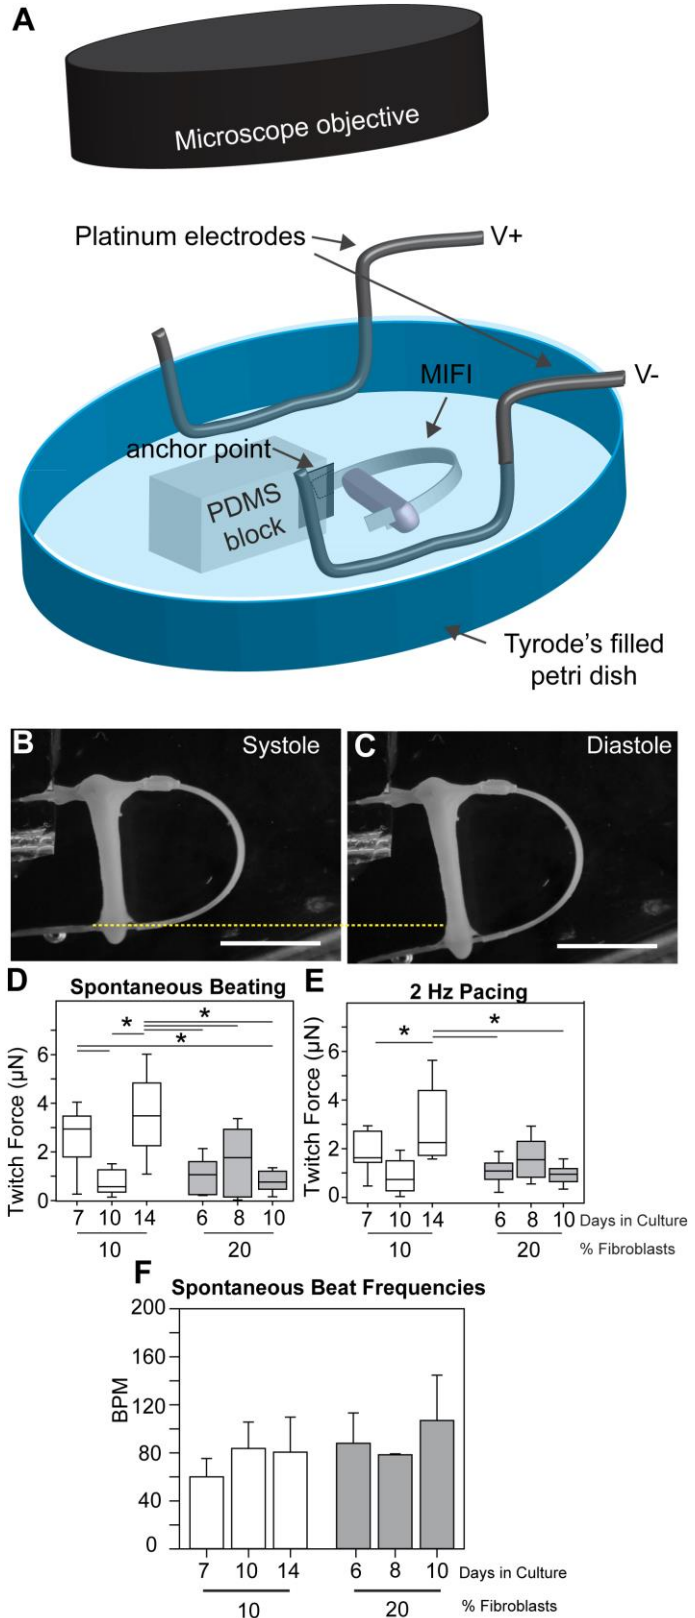 A
Microscope objective
Platinum electrodes
V+
MIFI
V-
anchor point
PDMS
block
Tyrode's filled
petri dish
B
Systole
C
Diastole
D
Spontaneous Beating
E
2 Hz Pacing
Twitch Force (µN)
6
4
2
0
*
*
*
7 10 14 6 8 10
10 20
Twitch Force (µN)
6
4
2
0
*
*
7 10 14 6 8 10 Days in Culture
10 20 % Fibroblasts
F
Spontaneous Beat Frequencies
BPM
200
160
120
80
40
0
7 10 14 6 8 10 Days in Culture
10 20 % Fibroblasts